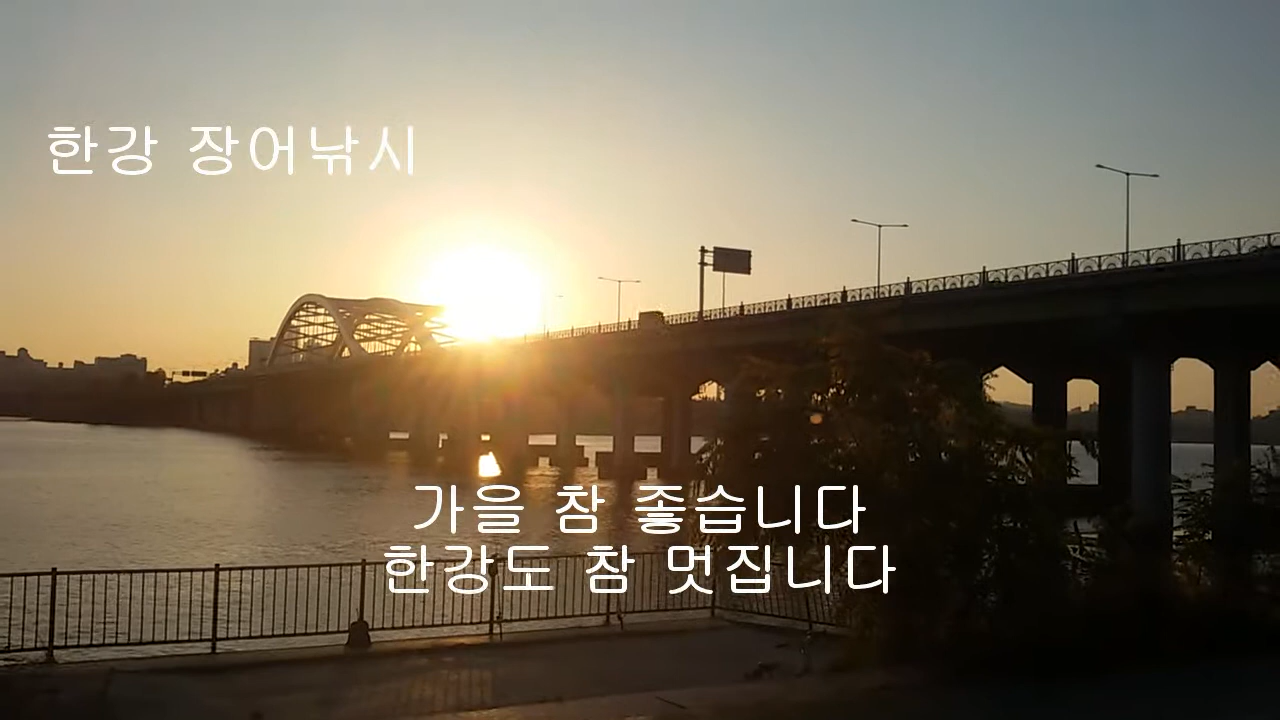 한강 장어낚시
가을 참 좋습니다
한강도 참 멋집니다